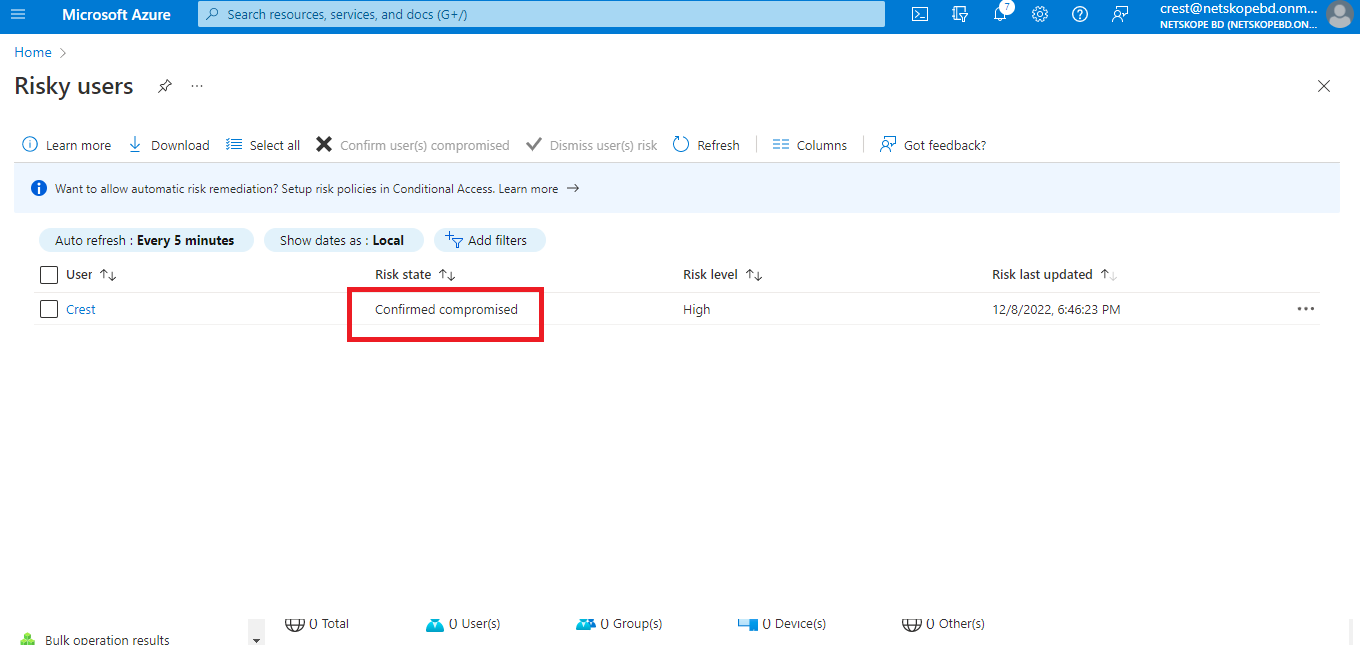 Microsoft Azure
Search resources, services, and docs (G+/)
7
crest@netskopebd.onm...
NETSKOPE BD (NETSKOPEBD.ON...
Home
Risky users
...
Learn more
Download
Select all
Confirm user(s) compromised
Dismiss user(s) risk
Refresh
Columns
Got feedback?
Want to allow automatic risk remediation? Setup risk policies in Conditional Access. Learn more →
Auto refresh : Every 5 minutes
Show dates as : Local
Add filters
User ↑↓
Risk state ↑↓
Risk level ↑↓
Risk last updated ↑↓
Crest
Confirmed compromised
High
12/8/2022, 6:46:23 PM
...
Bulk operation results
0 Total
0 User(s)
0 Group(s)
0 Device(s)
0 Other(s)